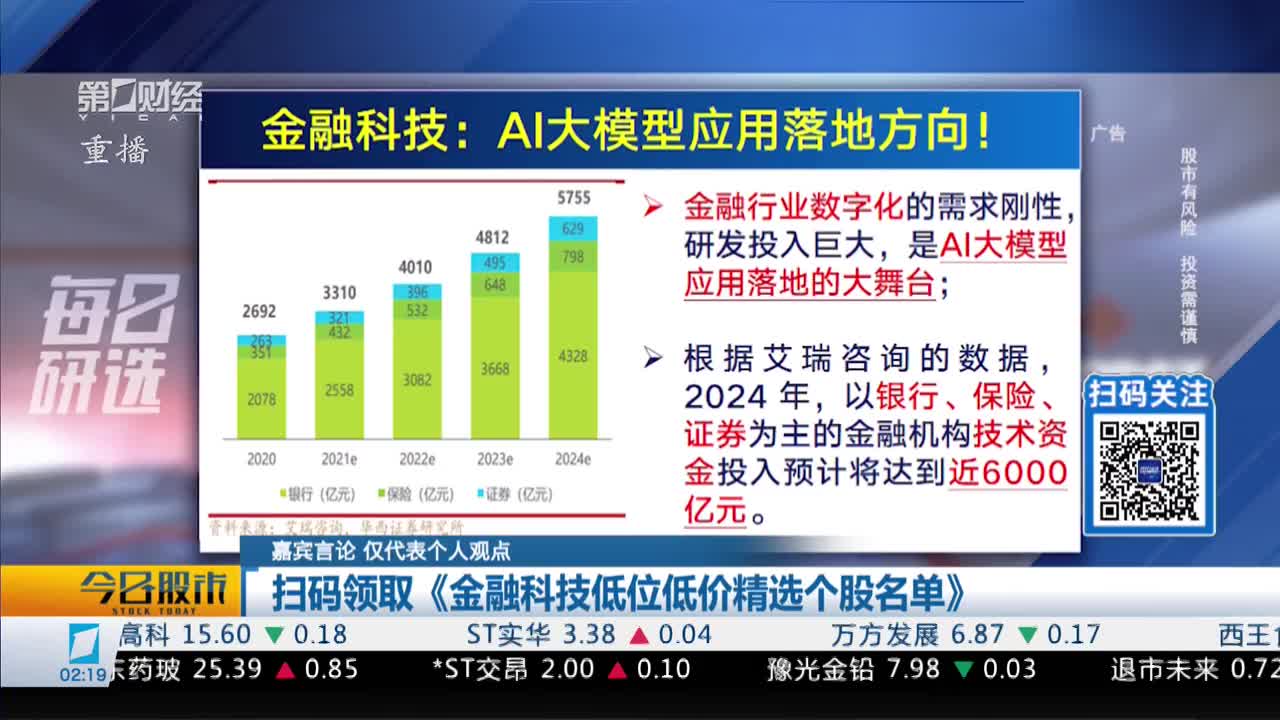 第1财经
YICAI
重播
金融科技：AI大模型应用落地方向！
广告
股市有风险 投资需谨慎
每日研选
5755
4812
4010
3310
2692
629
495
396
321
263
798
648
532
432
351
4328
3668
3082
2558
2078
2020 2021e 2022e 2023e 2024e
银行（亿元） 保险（亿元） 证券（亿元）
资料来源：艾瑞咨询，华西证券研究所
金融行业数字化的需求刚性，
研发投入巨大，是AI大模型
应用落地的大舞台；
根据艾瑞咨询的数据，
2024 年，以银行、保险、
证券为主的金融机构技术资
金投入预计将达到近6000
亿元。
扫码关注
嘉宾言论 仅代表个人观点
今日股市
STOCK TODAY
扫码领取《金融科技低位低价精选个股名单》
高科 15.60 ▼ 0.18 ST实华 3.38 ▲ 0.04 万方发展 6.87 ▼ 0.17 西王
02:19
东药玻 25.39 ▲ 0.85 *ST交昂 2.00 ▲ 0.10 豫光金铅 7.98 ▼ 0.03 退市未来 0.72